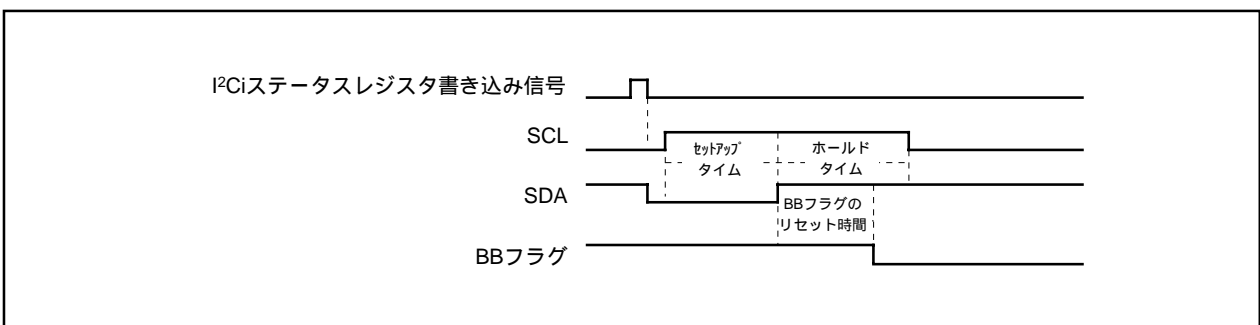 I²Ciステータスレジスタ書き込み信号
SCL
ｾｯﾄｱｯﾌﾟ
タイム
ホールド
タイム
SDA
BBフラグの
リセット時間
BBフラグ